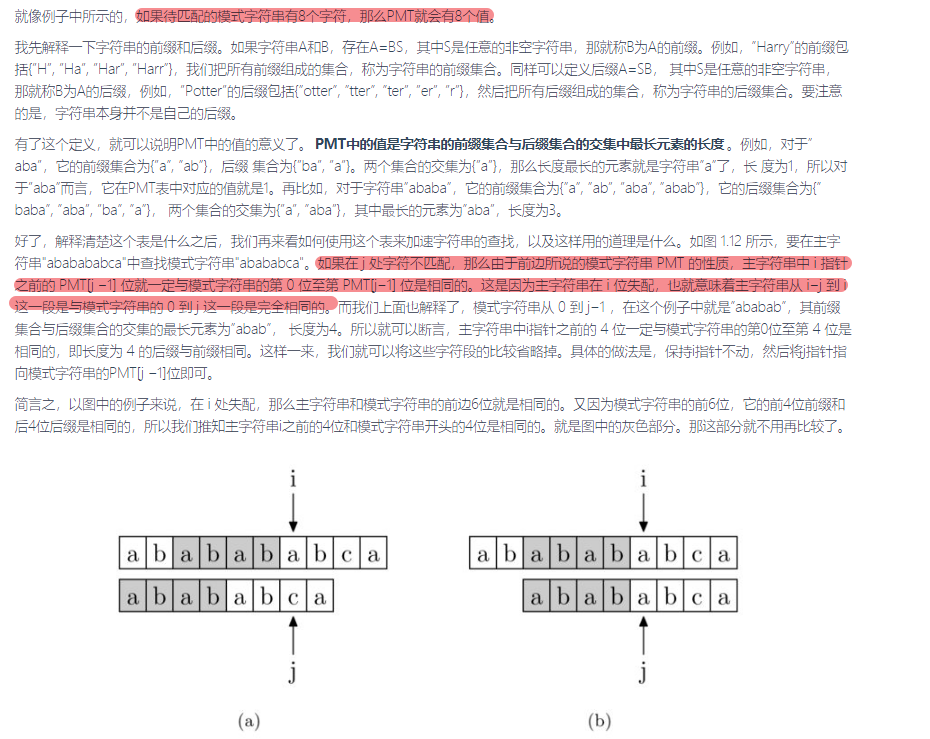 就像例子中所示的，如果待匹配的模式字符串有8个字符，那么PMT就会有8个值。
我先解释一下字符串的前缀和后缀。如果字符串A和B，存在A=BS，其中S是任意的非空字符串，那就称B为A的前缀。例如，”Harry”的前缀包
括{”H”, ”Ha”, ”Har”, ”Harr”}，我们把所有前缀组成的集合，称为字符串的前缀集合。同样可以定义后缀A=SB， 其中S是任意的非空字符串，
那就称B为A的后缀，例如，”Potter”的后缀包括{”otter”, ”tter”, ”ter”, ”er”, ”r”}，然后把所有后缀组成的集合，称为字符串的后缀集合。要注意
的是，字符串本身并不是自己的后缀。
有了这个定义，就可以说明PMT中的值的意义了。 PMT中的值是字符串的前缀集合与后缀集合的交集中最长元素的长度 。例如，对于”
aba”，它的前缀集合为{”a”, ”ab”}，后缀 集合为{”ba”, ”a”}。两个集合的交集为{”a”}，那么长度最长的元素就是字符串”a”了，长 度为1，所以对
于”aba”而言，它在PMT表中对应的值就是1。再比如，对于字符串”ababa”，它的前缀集合为{”a”, ”ab”, ”aba”, ”abab”}，它的后缀集合为{”
baba”, ”aba”, ”ba”, ”a”}， 两个集合的交集为{”a”, ”aba”}，其中最长的元素为”aba”，长度为3。
好了，解释清楚这个表是什么之后，我们再来看如何使用这个表来加速字符串的查找，以及这样用的道理是什么。如图 1.12 所示，要在主字
符串”ababababca”中查找模式字符串”abababca”。如果在 j 处字符不匹配，那么由于前边所说的模式字符串 PMT 的性质，主字符串中 i 指针
之前的 PMT[j −1] 位就一定与模式字符串的第 0 位至第 PMT[j−1] 位是相同的。这是因为主字符串在 i 位失配，也就意味着主字符串从 i−j 到 i
这一段是与模式字符串的 0 到 j 这一段是完全相同的。而我们上面也解释了，模式字符串从 0 到 j−1 ，在这个例子中就是”ababab”，其前缀
集合与后缀集合的交集的最长元素为”abab”， 长度为4。所以就可以断言，主字符串中i指针之前的 4 位一定与模式字符串的第0位至第 4 位是
相同的，即长度为 4 的后缀与前缀相同。这样一来，我们就可以将这些字符段的比较省略掉。具体的做法是，保持i指针不动，然后将j指针指
向模式字符串的PMT[j −1]位即可。
简言之，以图中的例子来说，在 i 处失配，那么主字符串和模式字符串的前边6位就是相同的。又因为模式字符串的前6位，它的前4位前缀和
后4位后缀是相同的，所以我们推知主字符串i之前的4位和模式字符串开头的4位是相同的。就是图中的灰色部分。那这部分就不用再比较了。
i i
a b a b a b a b c a a b a b a b a b c a
a b a b a b c a a b a b a b c a
j j
(a) (b)